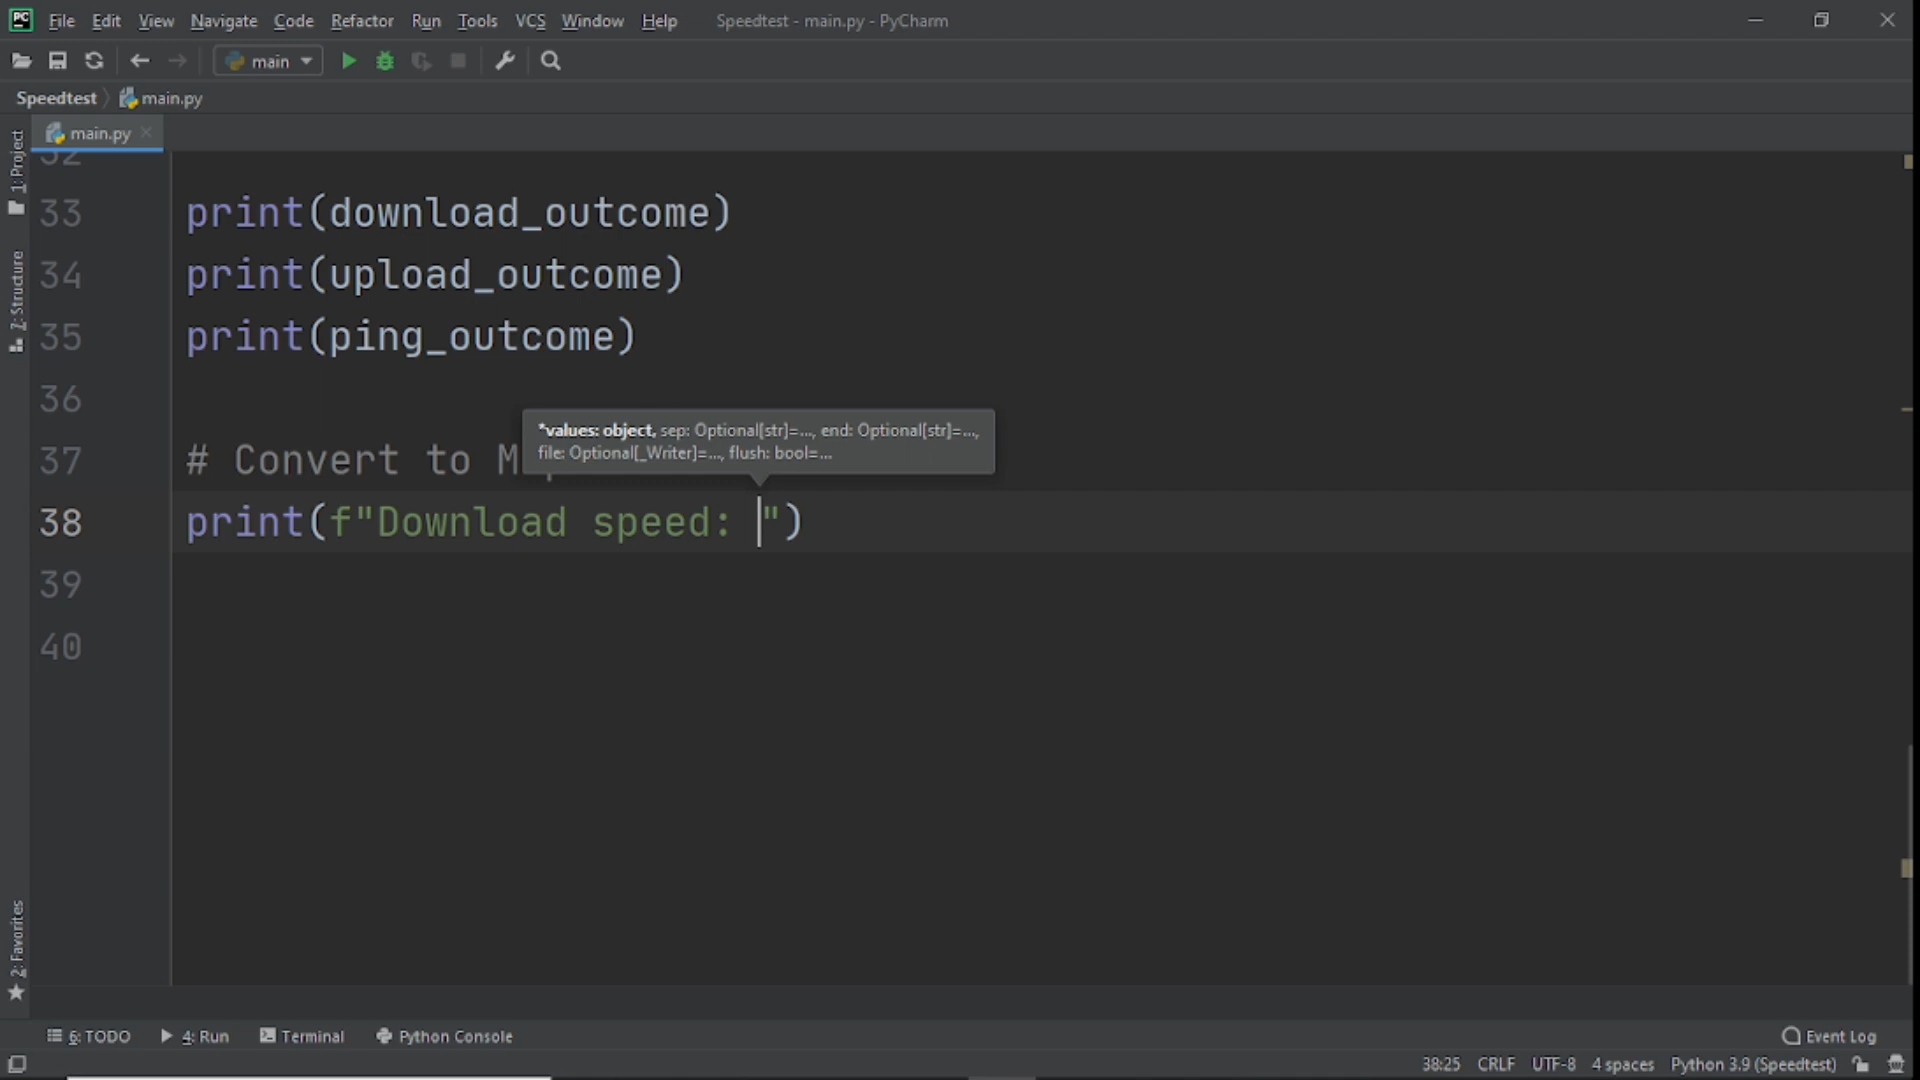 PC File Edit View Navigate Code Refactor Run Tools VCS Window Help Speedtest - main.py - PyCharm
main
Speedtest main.py
main.py
1: Project
Z: Structure
2: Favorites
32
33 print(download_outcome)
34 print(upload_outcome)
35 print(ping_outcome)
36
*values: object, sep: Optional[str]=..., end: Optional[str]=...,
file: Optional[_Writer]=..., flush: bool=...
37 # Convert to M
38 print(f"Download speed: ")
39
40
6: TODO 4: Run Terminal Python Console Event Log
38:25 CRLF UTF-8 4 spaces Python 3.9 (Speedtest)